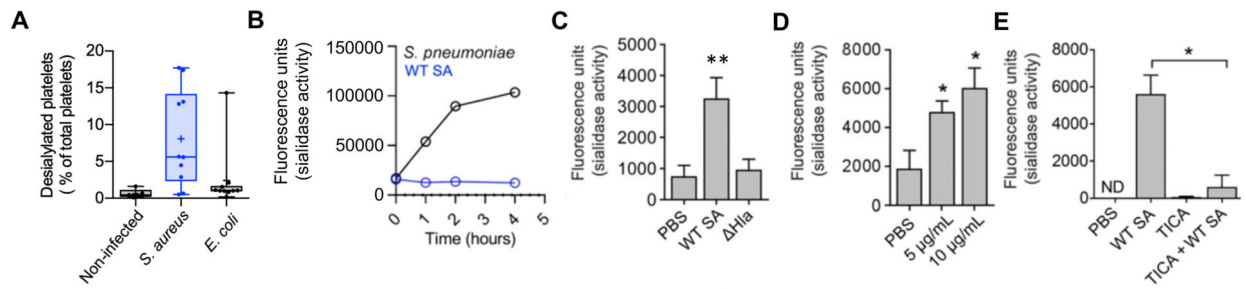 A
Desialylated platelets
(% of total platelets)
20
15
10
5
0
Non-infected
S. aureus
E. coli
B
Fluorescence units
(sialidase activity)
150000
100000
50000
0
S. pneumoniae
WT SA
0 1 2 3 4 5
Time (hours)
C
Fluorescence units
(sialidase activity)
5000
4000
3000
2000
1000
0
**
PBS
WT SA
ΔHla
D
Fluorescence units
(sialidase activity)
8000
6000
4000
2000
0
*
*
PBS
5 µg/mL
10 µg/mL
E
Fluorescence units
(sialidase activity)
8000
6000
4000
2000
0
*
ND
PBS
WT SA
TICA
TICA + WT SA